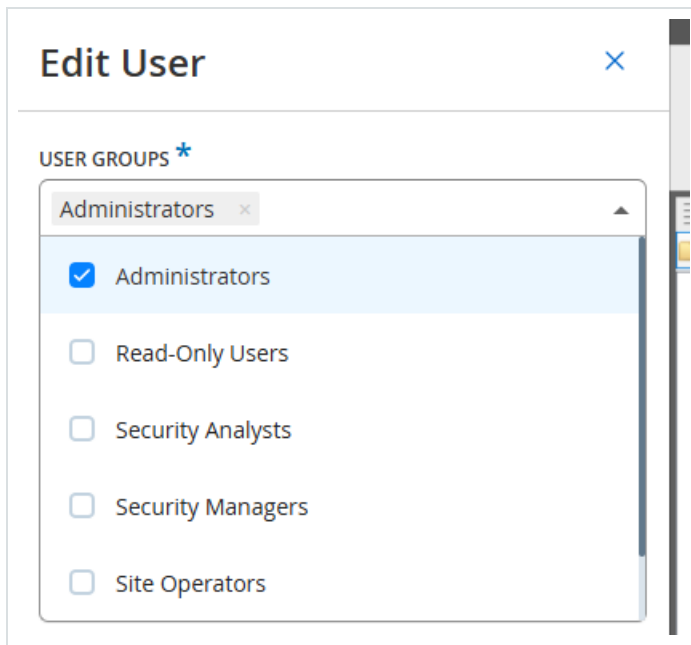 Edit User
USER GROUPS *
Administrators ×
Administrators
Read-Only Users
Security Analysts
Security Managers
Site Operators